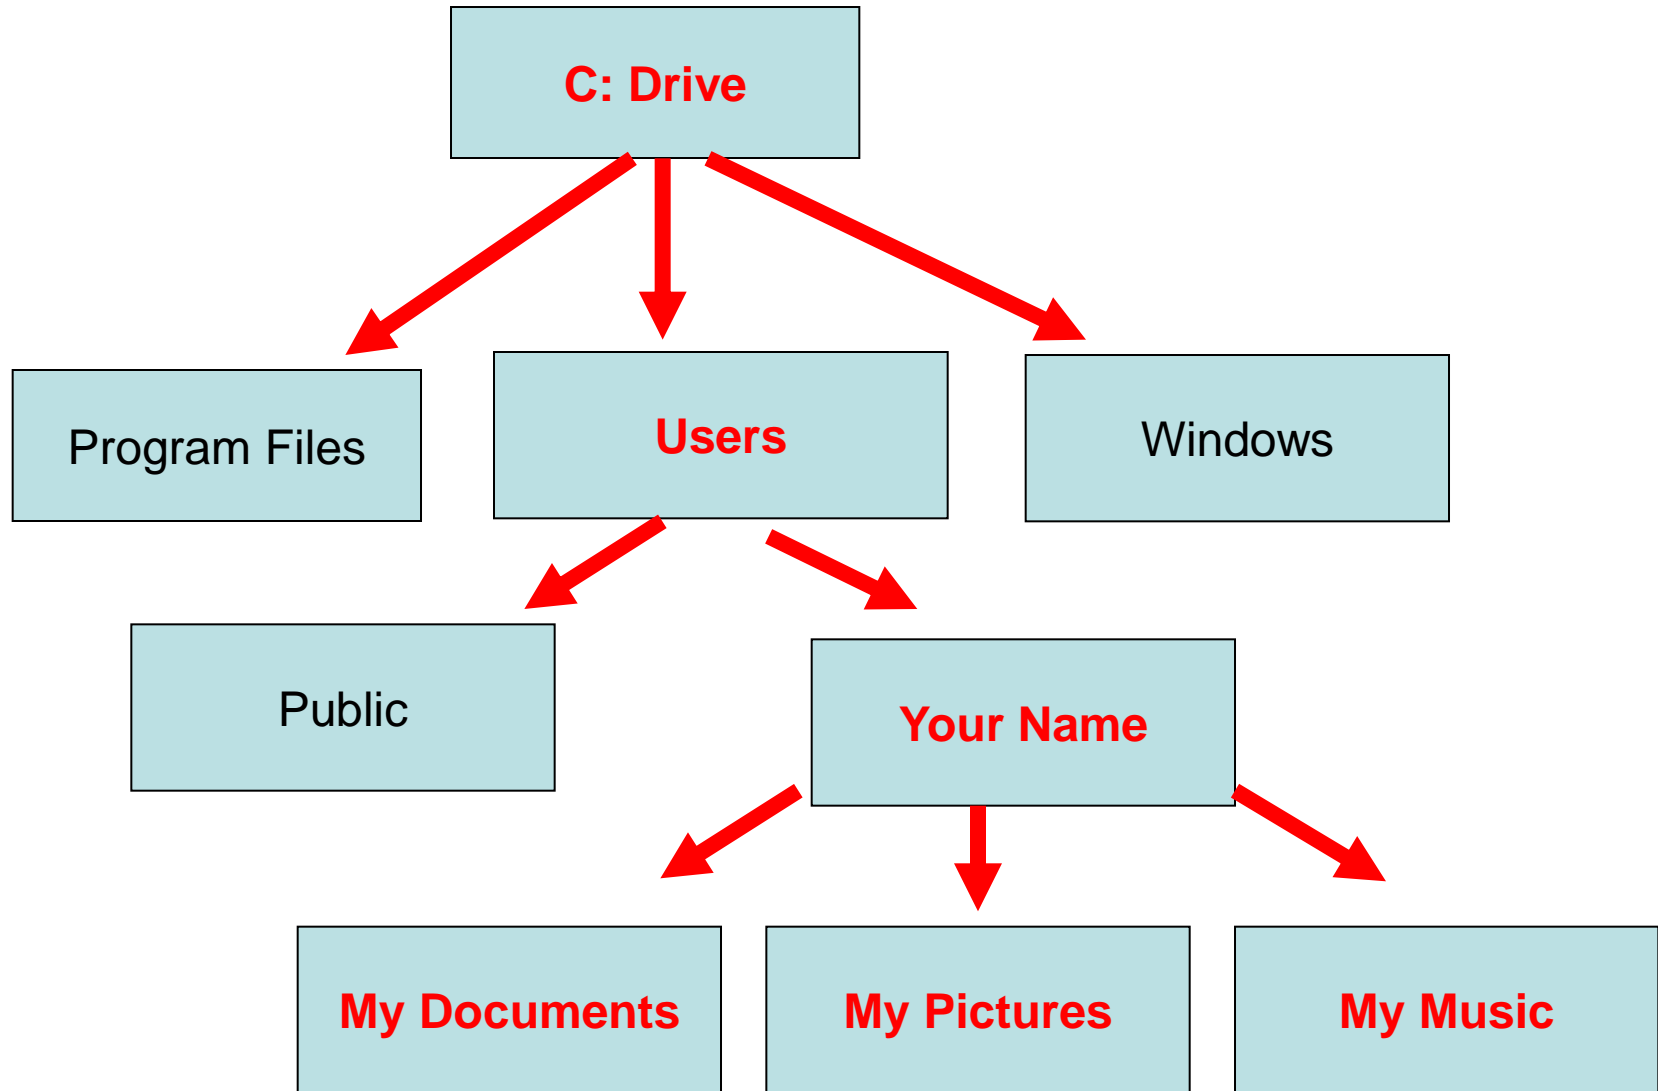 C: Drive
Program Files
Users
Windows
Public
Your Name
My Documents
My Pictures
My Music